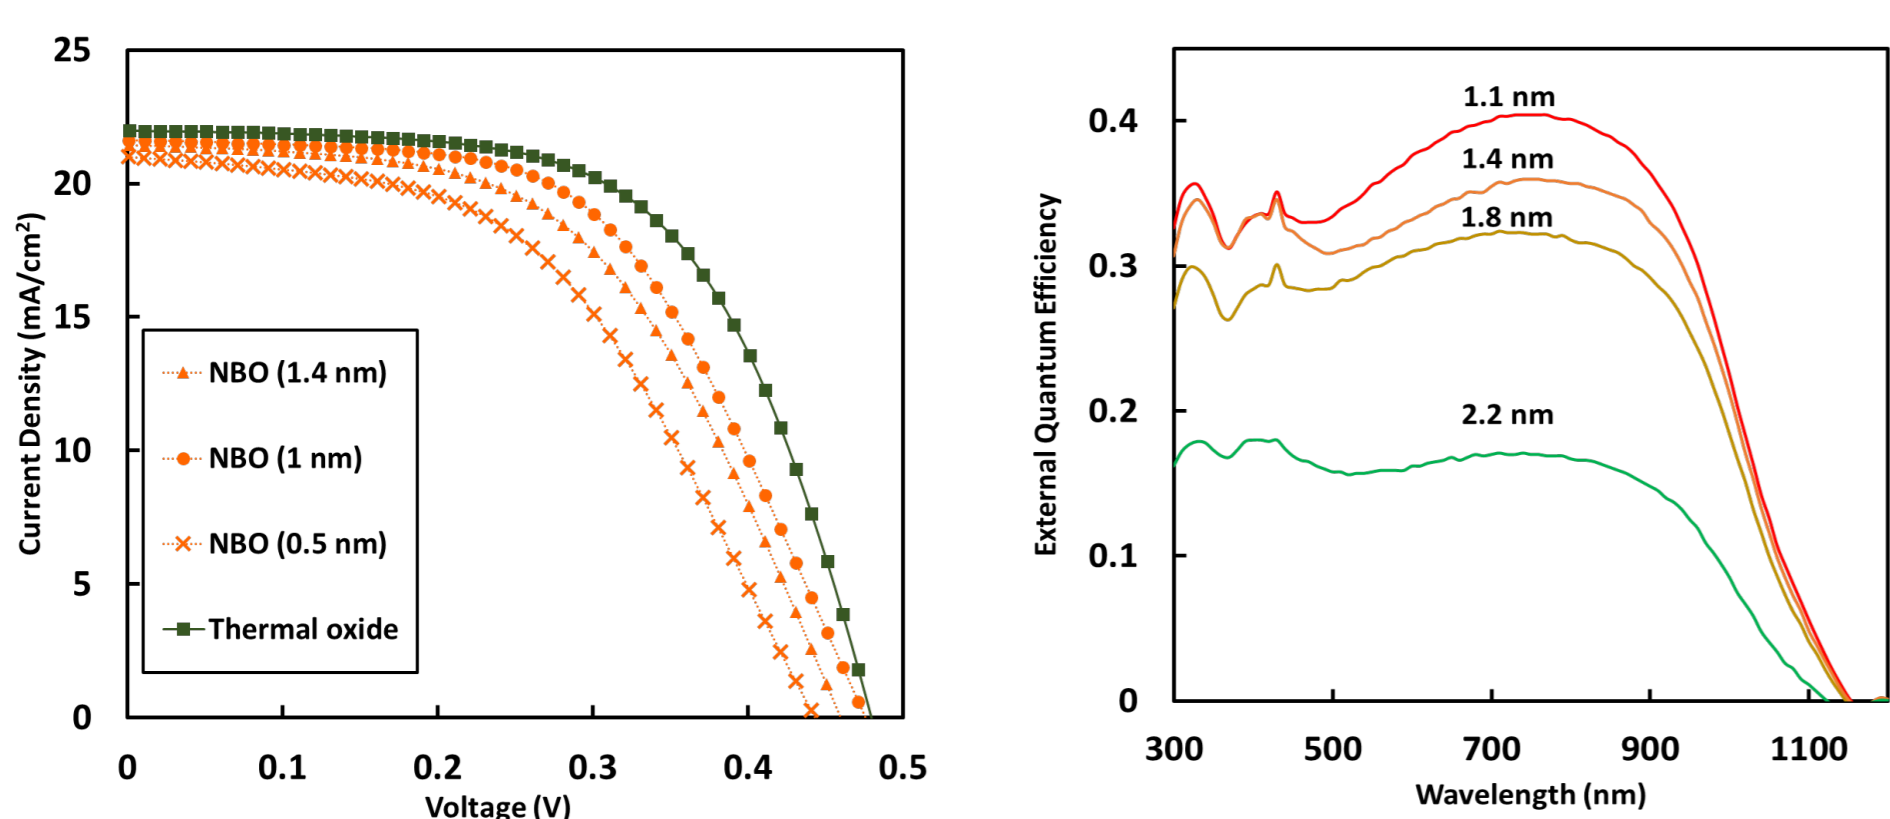 25
20
15
10
5
0
Current Density (mA/cm²)
NBO (1.4 nm)
NBO (1 nm)
NBO (0.5 nm)
Thermal oxide
0 0.1 0.2 0.3 0.4 0.5
Voltage (V)
0.4
0.3
0.2
0.1
0
External Quantum Efficiency
1.1 nm
1.4 nm
1.8 nm
2.2 nm
300 500 700 900 1100
Wavelength (nm)